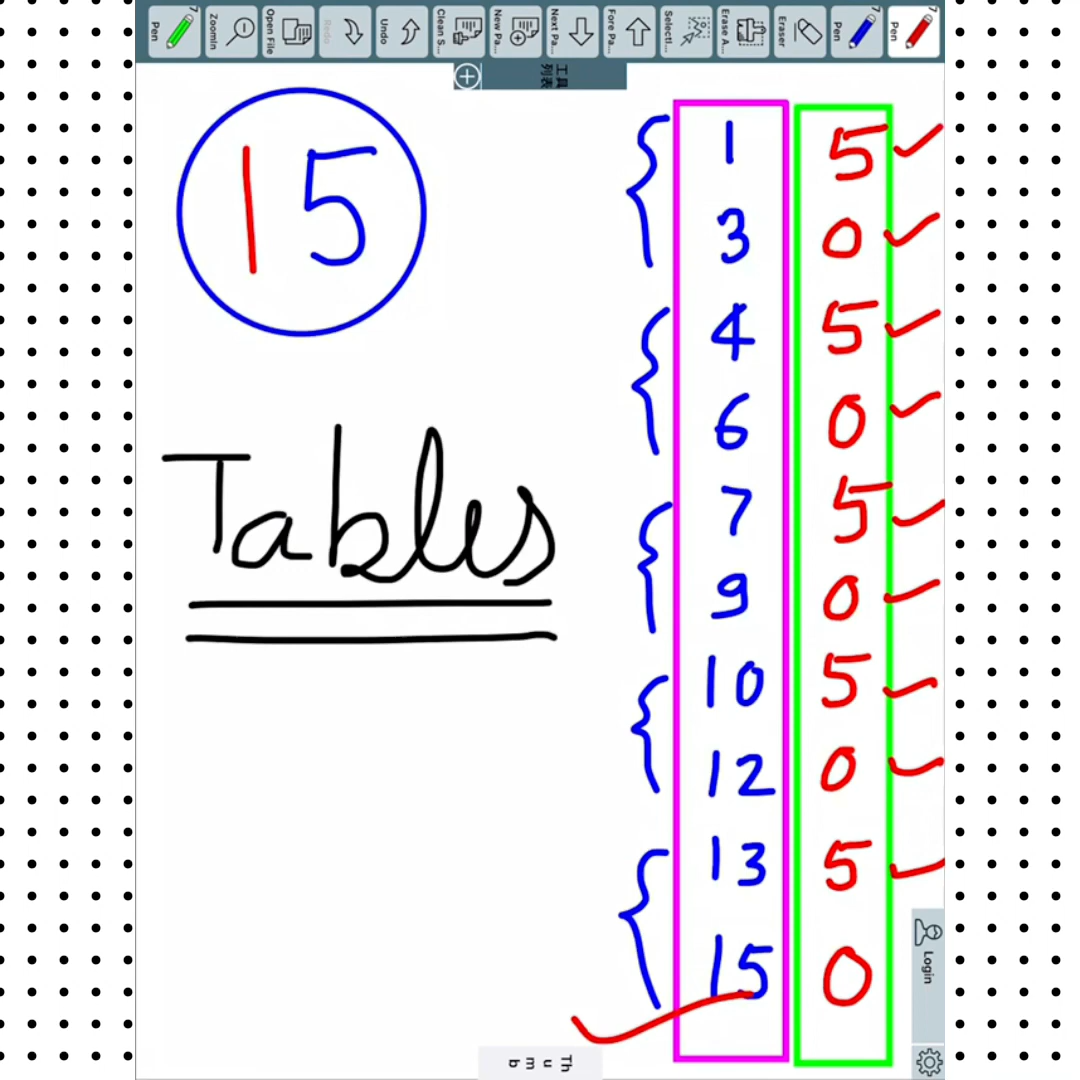 Pen
Zoomin
Open File
Redo
Undo
Clean S...
New Pa...
Next Pa...
Fore Pa...
Selecti...
Erase A...
Eraser
Pen
Pen
工具
列表
15
1 5
3 0
4 5
6 0
Tables
7 5
9 0
10 5
12 0
13 5
15 0
Login
Th
u
m
b